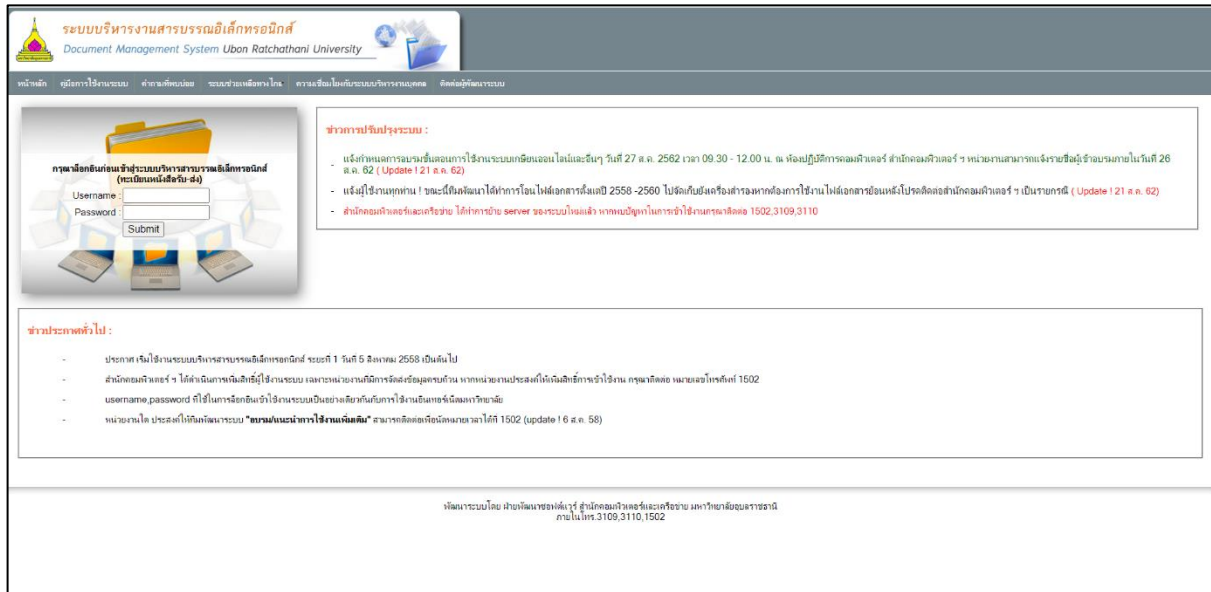 ระบบบริหารงานสารบรรณอิเล็กทรอนิกส์
Document Management System Ubon Ratchathani University
หน้าหลัก คู่มือการใช้งานระบบ คำถามที่พบบ่อย ระบบช่วยเหลือทางไกล ความเชื่อมโยงกับระบบบริหารงานบุคคล ติดต่อผู้พัฒนาระบบ
กรุณาล็อกอินก่อนเข้าสู่ระบบบริหารสารบรรณอิเล็กทรอนิกส์
(ทะเบียนหนังสือรับ-ส่ง)
Username :
Password :
Submit
ข่าวการปรับปรุงระบบ :
- แจ้งกำหนดการอบรมขั้นตอนการใช้งานระบบเกษียนออนไลน์และอื่นๆ วันที่ 27 ส.ค. 2562 เวลา 09.30 - 12.00 น. ณ ห้องปฏิบัติการคอมพิวเตอร์ สำนักคอมพิวเตอร์ ฯ หน่วยงานสามารถแจ้งรายชื่อผู้เข้าอบรมภายในวันที่ 26
ส.ค. 62 ( Update ! 21 ส.ค. 62)
- แจ้งผู้ใช้งานทุกท่าน ! ขณะนี้ทีมพัฒนาได้ทำการโอนไฟล์เอกสารตั้งแต่ปี 2558 -2560 ไปจัดเก็บยังเครื่องสำรองหากต้องการใช้งานไฟล์เอกสารย้อนหลังโปรดติดต่อสำนักคอมพิวเตอร์ ฯ เป็นรายกรณี ( Update ! 21 ส.ค. 62)
- สำนักคอมพิวเตอร์และเครือข่าย ได้ทำการย้าย server ของระบบใหม่แล้ว หากพบปัญหาในการเข้าใช้งานกรุณาติดต่อ 1502,3109,3110
ข่าวประกาศทั่วไป :
- ประกาศ เริ่มใช้งานระบบบริหารสารบรรณอิเล็กทรอกนิกส์ ระยะที่ 1 วันที่ 5 สิงหาคม 2558 เป็นต้นไป
- สำนักคอมพิวเตอร์ ฯ ได้ดำเนินการเพิ่มสิทธิ์ผู้ใช้งานระบบ เฉพาะหน่วยงานที่มีการจัดส่งข้อมูลครบถ้วน หากหน่วยงานประสงค์ให้เพิ่มสิทธิ์การเข้าใช้งาน กรุณาติดต่อ หมายเลขโทรศัพท์ 1502
- username,password ที่ใช้ในการล็อกอินเข้าใช้งานระบบเป็นอย่างเดียวกันกับการใช้งานอินเทอร์เน็ตมหาวิทยาลัย
- หน่วยงานใด ประสงค์ให้ทีมพัฒนาระบบ "อบรม/แนะนำการใช้งานเพิ่มเติม" สามารถติดต่อเพื่อนัดหมายเวลาได้ที่ 1502 (update ! 6 ส.ค. 58)
พัฒนาระบบโดย ฝ่ายพัฒนาซอฟต์แวร์ สำนักคอมพิวเตอร์และเครือข่าย มหาวิทยาลัยอุบลราชธานี
ภายในโทร.3109,3110,1502